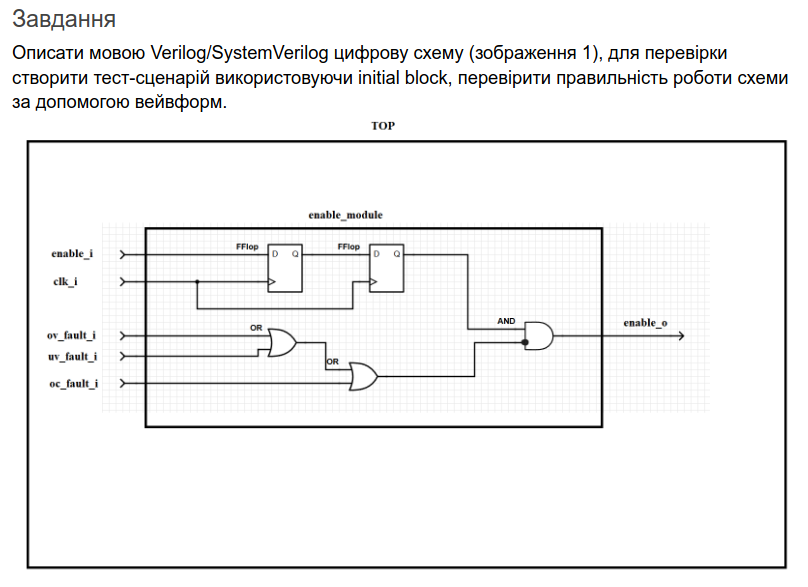 Завдання
Описати мовою Verilog/SystemVerilog цифрову схему (зображення 1), для перевірки
створити тест-сценарій використовуючи initial block, перевірити правильність роботи схеми
за допомогою вейвформ.
TOP
enable_module
enable_i
FFlop
D Q
FFlop
D Q
clk_i
ov_fault_i
OR
uv_fault_i
OR
oc_fault_i
AND
enable_o